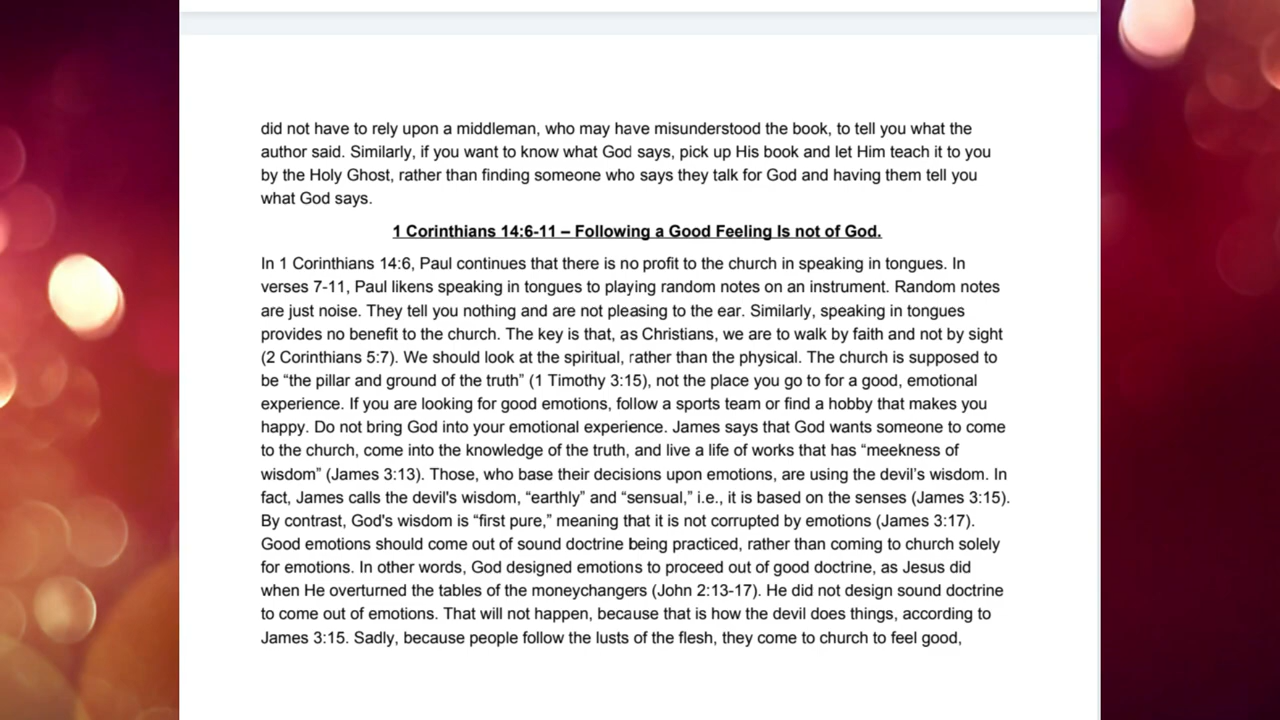 did not have to rely upon a middleman, who may have misunderstood the book, to tell you what the
author said. Similarly, if you want to know what God says, pick up His book and let Him teach it to you
by the Holy Ghost, rather than finding someone who says they talk for God and having them tell you
what God says.
1 Corinthians 14:6-11 – Following a Good Feeling Is not of God.
In 1 Corinthians 14:6, Paul continues that there is no profit to the church in speaking in tongues. In
verses 7-11, Paul likens speaking in tongues to playing random notes on an instrument. Random notes
are just noise. They tell you nothing and are not pleasing to the ear. Similarly, speaking in tongues
provides no benefit to the church. The key is that, as Christians, we are to walk by faith and not by sight
(2 Corinthians 5:7). We should look at the spiritual, rather than the physical. The church is supposed to
be “the pillar and ground of the truth” (1 Timothy 3:15), not the place you go to for a good, emotional
experience. If you are looking for good emotions, follow a sports team or find a hobby that makes you
happy. Do not bring God into your emotional experience. James says that God wants someone to come
to the church, come into the knowledge of the truth, and live a life of works that has “meekness of
wisdom” (James 3:13). Those, who base their decisions upon emotions, are using the devil’s wisdom. In
fact, James calls the devil's wisdom, “earthly” and “sensual,” i.e., it is based on the senses (James 3:15).
By contrast, God's wisdom is “first pure,” meaning that it is not corrupted by emotions (James 3:17).
Good emotions should come out of sound doctrine being practiced, rather than coming to church solely
for emotions. In other words, God designed emotions to proceed out of good doctrine, as Jesus did
when He overturned the tables of the moneychangers (John 2:13-17). He did not design sound doctrine
to come out of emotions. That will not happen, because that is how the devil does things, according to
James 3:15. Sadly, because people follow the lusts of the flesh, they come to church to feel good,